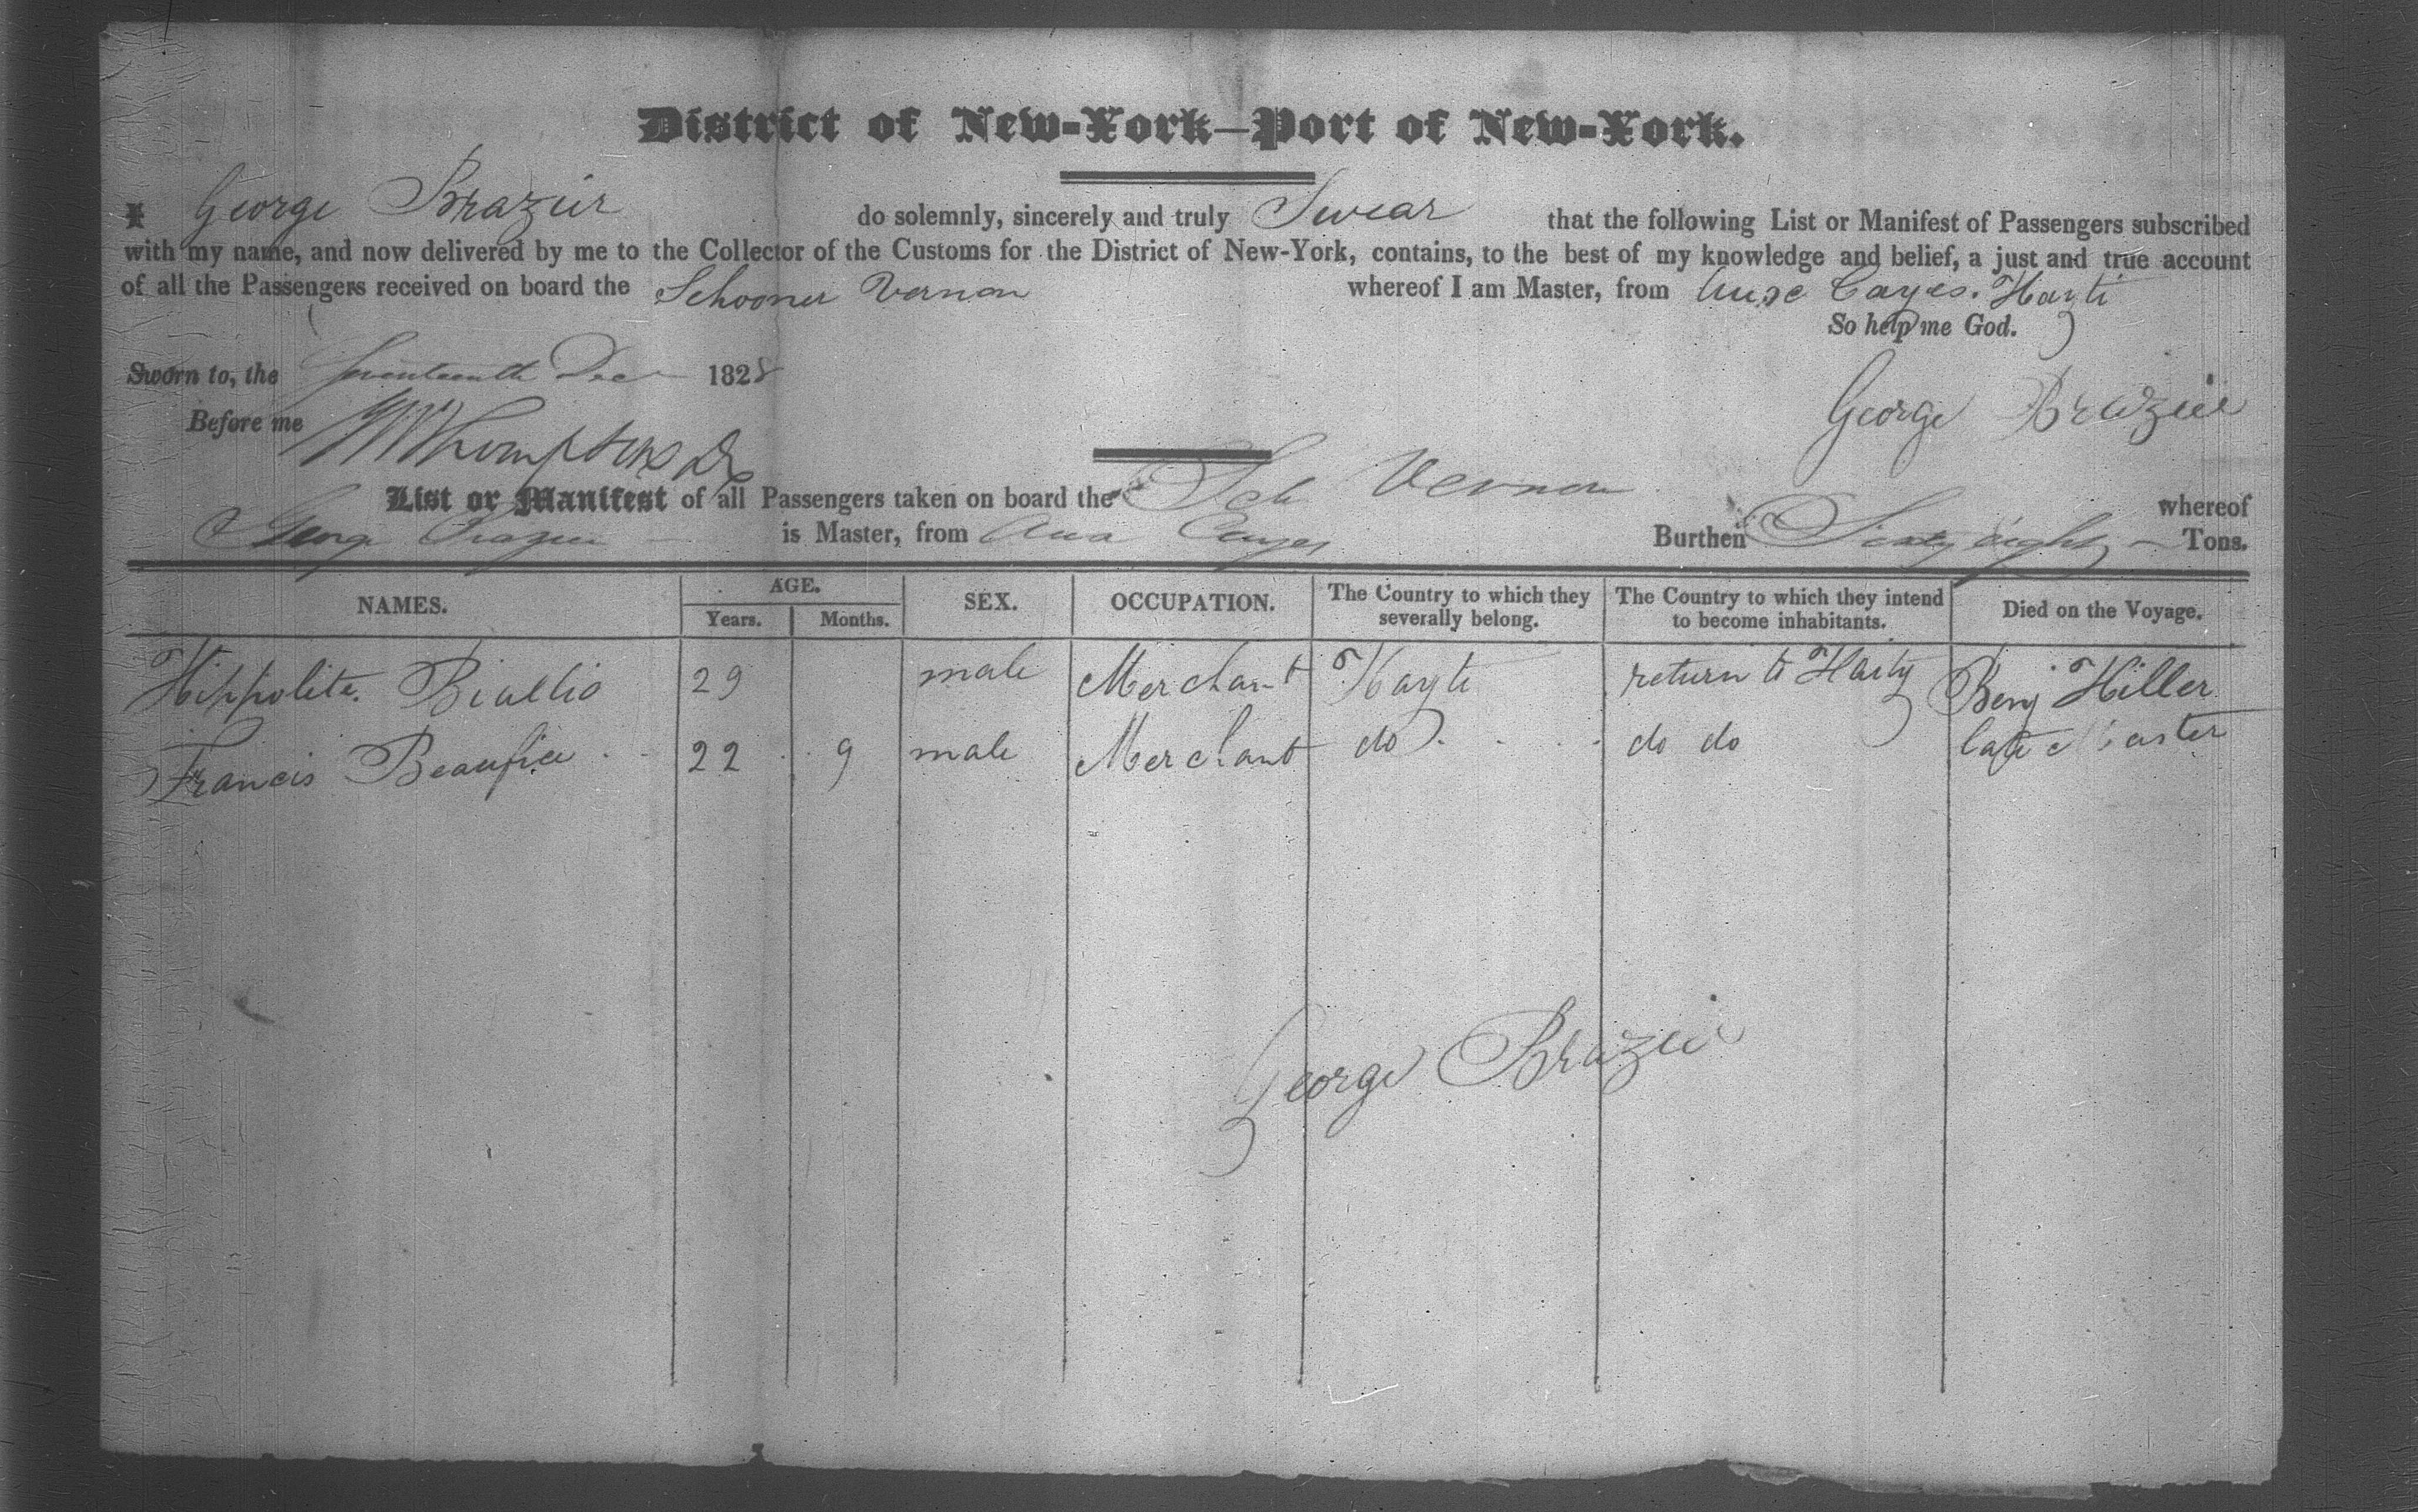 District of New-York—Port of New-York.
I George Brazier do solemnly, sincerely and truly Swear that the following List or Manifest of Passengers subscribed
with my name, and now delivered by me to the Collector of the Customs for the District of New-York, contains, to the best of my knowledge and belief, a just and true account
of all the Passengers received on board the Schooner Vernon whereof I am Master, from Cayes. Hayti
So help me God.
Sworn to, the Seventeenth Dec 1828
George Brazier
Before me Thompson
List or Manifest of all Passengers taken on board the Sch Vernon whereof
George Brazier is Master, from Cayes Burthen Sixty eight Tons.
NAMES. AGE. Years. Months. SEX. OCCUPATION. The Country to which they severally belong. The Country to which they intend to become inhabitants. Died on the Voyage.
Hippolite. 29 male Merchant Hayti return to Hayty Benj Hiller
Francis 22 9 male Merchant do do do late Master
George Brazier